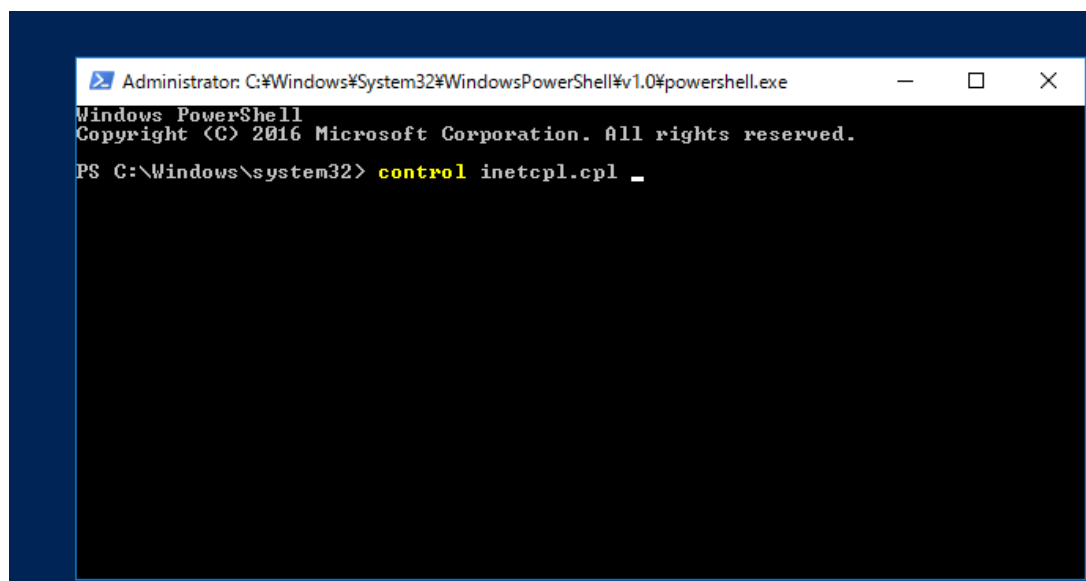 Administrator: C:¥Windows¥System32¥WindowsPowerShell¥v1.0¥powershell.exe
Windows PowerShell
Copyright (C) 2016 Microsoft Corporation. All rights reserved.
PS C:\Windows\system32> control inetcpl.cpl _